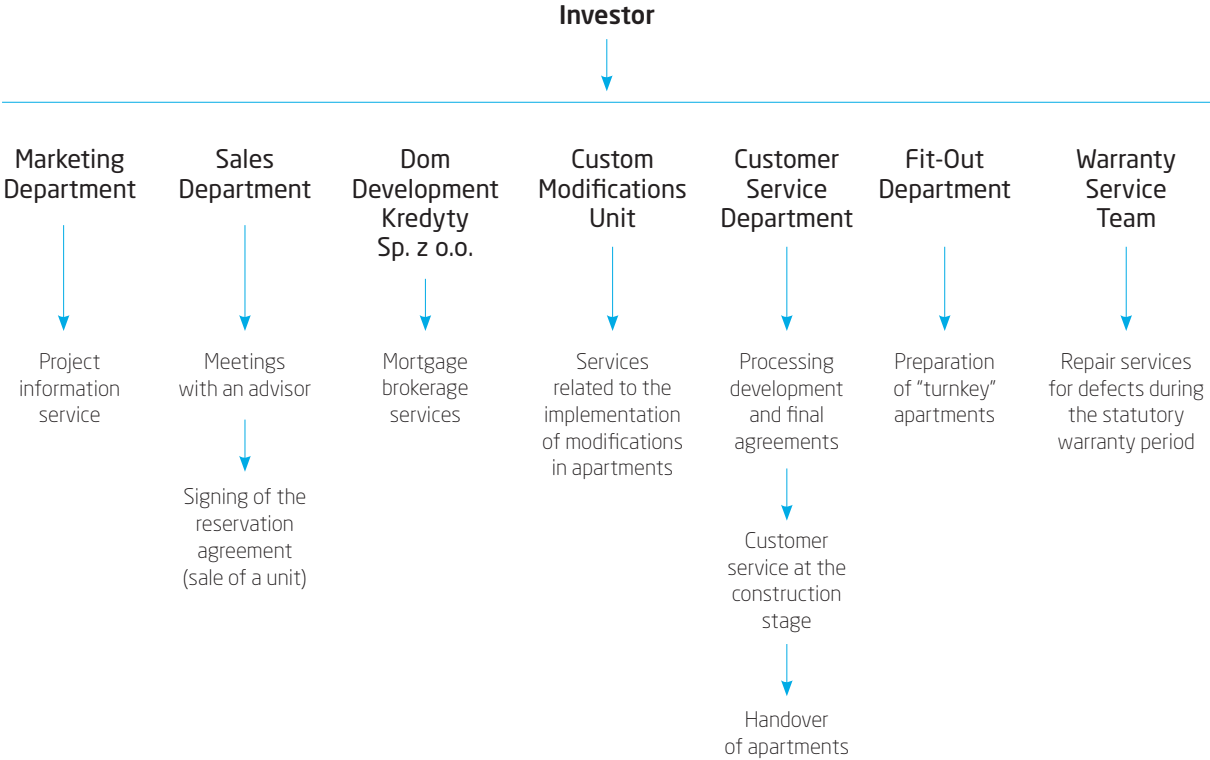 Investor
Marketing
Department
Project
information
service
Sales
Department
Meetings
with an advisor
Signing of the
reservation
agreement
(sale of a unit)
Dom
Development
Kredyty
Sp. z o.o.
Mortgage
brokerage
services
Custom
Modifications
Unit
Services
related to the
implementation
of modifications
in apartments
Customer
Service
Department
Processing
development
and final
agreements
Customer
service at the
construction
stage
Handover
of apartments
Fit-Out
Department
Preparation
of “turnkey”
apartments
Warranty
Service
Team
Repair services
for defects during
the statutory
warranty period